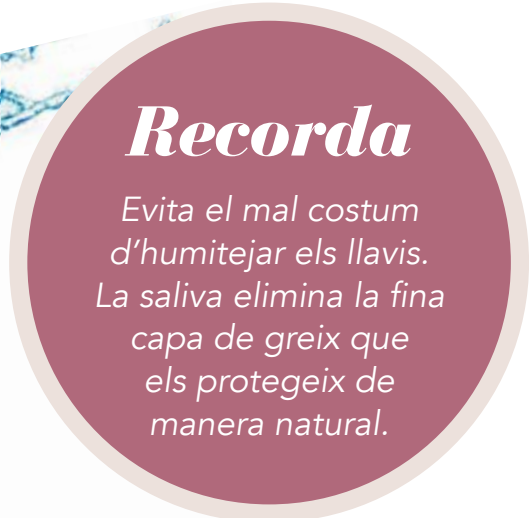 Recorda
Evita el mal costum
d'humitejar els llavis.
La saliva elimina la fina
capa de greix que
els protegeix de
manera natural.